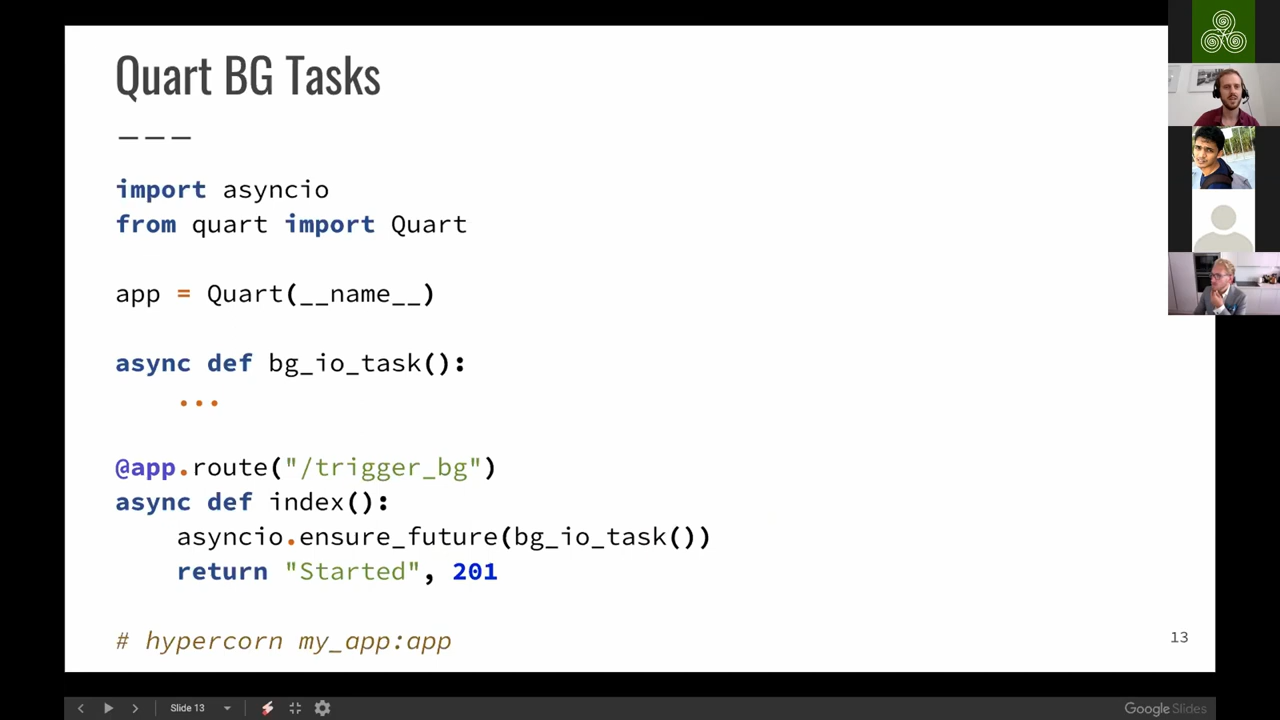 Quart BG Tasks
import asyncio
from quart import Quart
app = Quart(__name__)
async def bg_io_task():
...
@app.route("/trigger_bg")
async def index():
asyncio.ensure_future(bg_io_task())
return "Started", 201
# hypercorn my_app:app
13
Slide 13
Google Slides